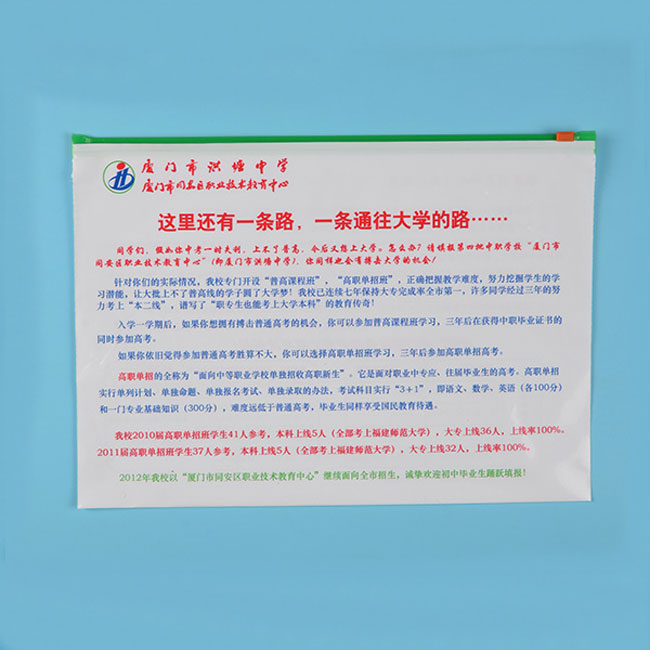 厦门市洪塘中学
厦门市同安区职业技术教育中心
这里还有一条路，一条通往大学的路……
同学们，假如你中考一时失利，上不了普高，今后又想上大学。怎么办？请填报第四批中职学校“厦门市
同安区职业技术教育中心”(即厦门市洪塘中学)，你同样也会有搏击大学的机会！
针对你们的实际情况，我校专门开设“普高课程班”，“高职单招班”，正确把握教学难度，努力挖掘学生的学
习潜能，让大批上不了普高线的学子圆了大学梦！我校已连续七年保持大专完成率全市第一，许多同学经过三年的努
力考上“本二线”，谱写了“职专生也能考上大学本科”的教育传奇！
入学一学期后，如果你想拥有搏击普通高考的机会，你可以参加普高课程班学习，三年后在获得中职毕业证书的
同时参加高考。
如果你依旧觉得参加普通高考胜算不大，你可以选择高职单招班学习，三年后参加高职单招高考。
高职单招的全称为“面向中等职业学校单独招收高职新生”。它是面对职业中专应、往届毕业生的高考。高职单招
实行单列计划、单独命题、单独报名考试、单独录取的办法，考试科目实行“3+1”，即语文、数学、英语（各100分）
和一门专业基础知识（300分），难度远低于普通高考，毕业生同样享受国民教育待遇。
我校2010届高职单招班学生41人参考，本科上线5人（全部考上福建师范大学），大专上线36人，上线率100%。
2011届高职单招班学生37人参考，本科上线5人（全部考上福建师范大学），大专上线32人，上线率100%。
2012年我校以“厦门市同安区职业技术教育中心”继续面向全市招生，诚挚欢迎初中毕业生踊跃填报！